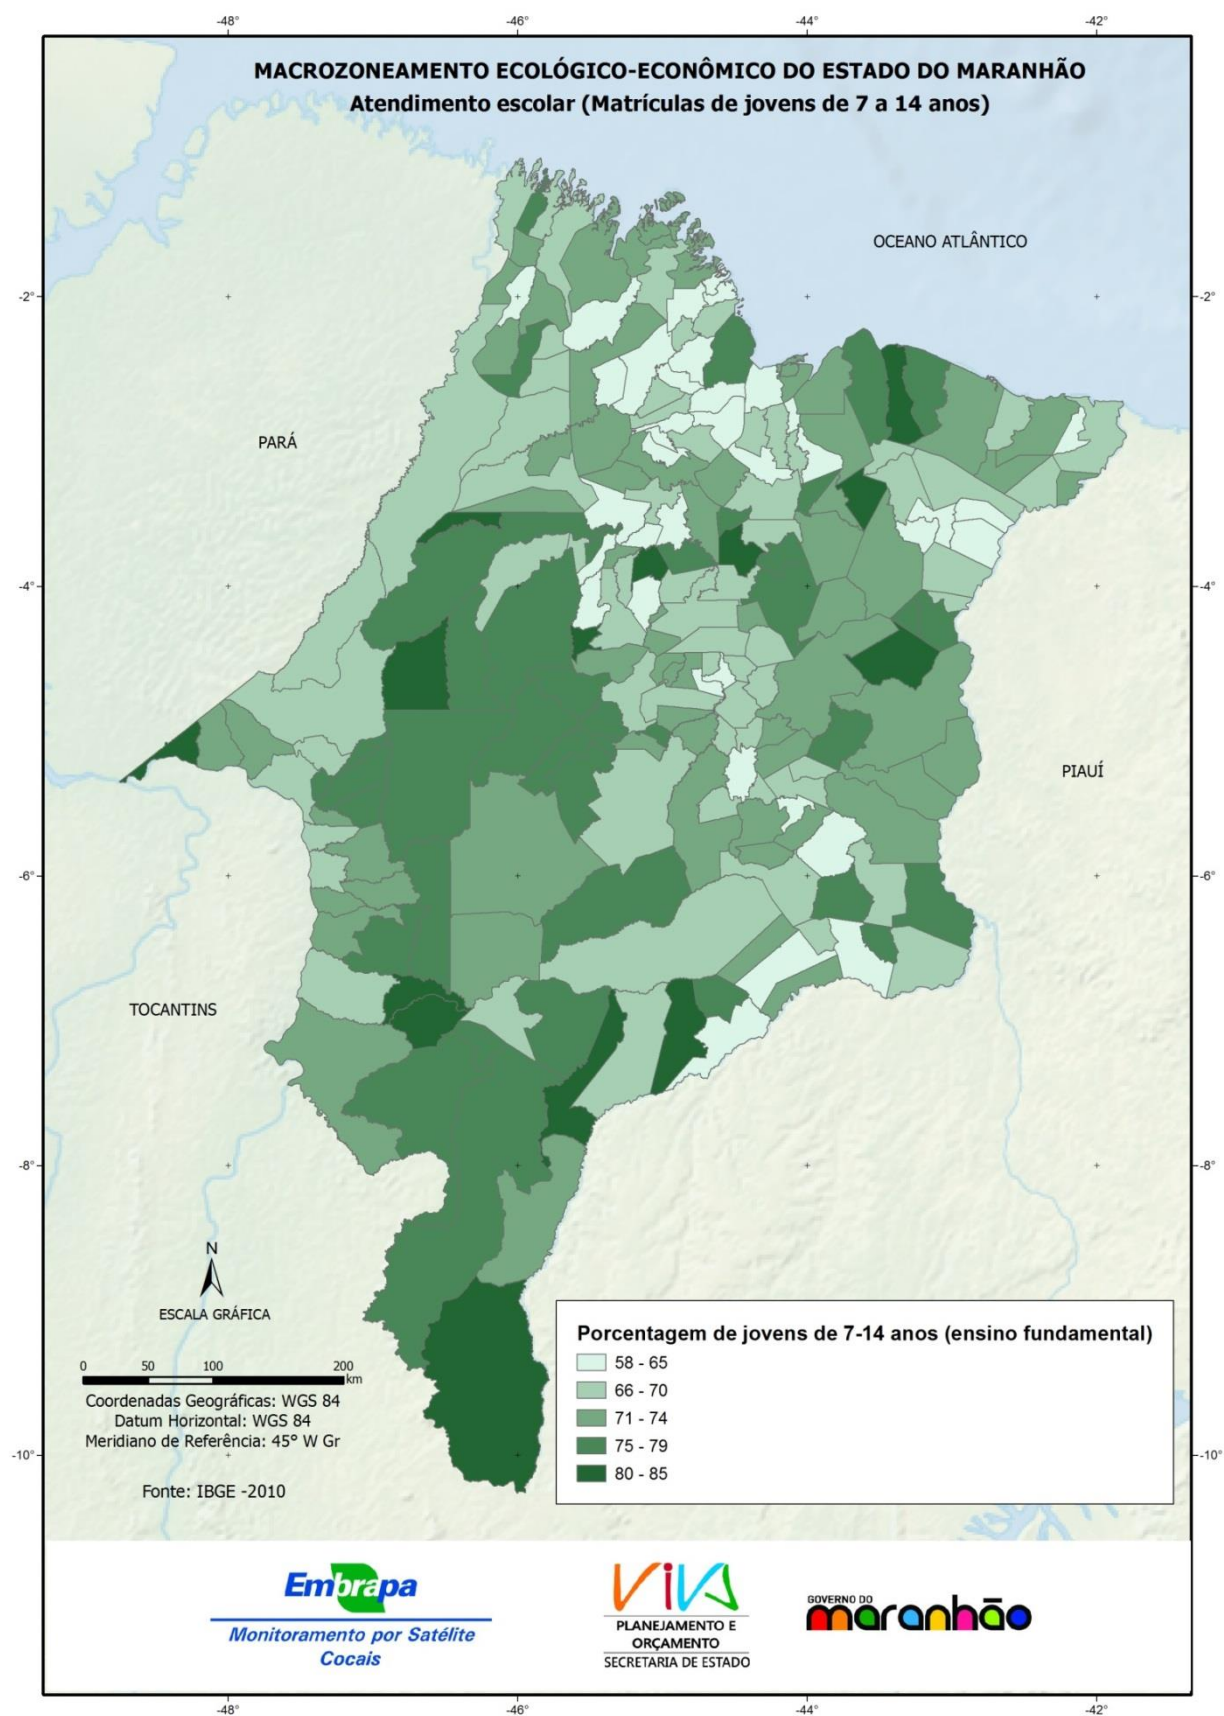 -48°
-46°
-44°
-42°
MACROZONEAMENTO ECOLÓGICO-ECONÔMICO DO ESTADO DO MARANHÃO
Atendimento escolar (Matrículas de jovens de 7 a 14 anos)
OCEANO ATLÂNTICO
-2°
-2°
PARÁ
-4°
-4°
PIAUÍ
-6°
-6°
TOCANTINS
-8°
-8°
N
ESCALA GRÁFICA
0 50 100 200
km
Coordenadas Geográficas: WGS 84
Datum Horizontal: WGS 84
Meridiano de Referência: 45° W Gr
Fonte: IBGE -2010
Porcentagem de jovens de 7-14 anos (ensino fundamental)
58 - 65
66 - 70
71 - 74
75 - 79
80 - 85
-10°
-10°
Embrapa
Monitoramento por Satélite
Cocais
VIVA
PLANEJAMENTO E
ORÇAMENTO
SECRETARIA DE ESTADO
GOVERNO DO
maranhão
-48°
-46°
-44°
-42°